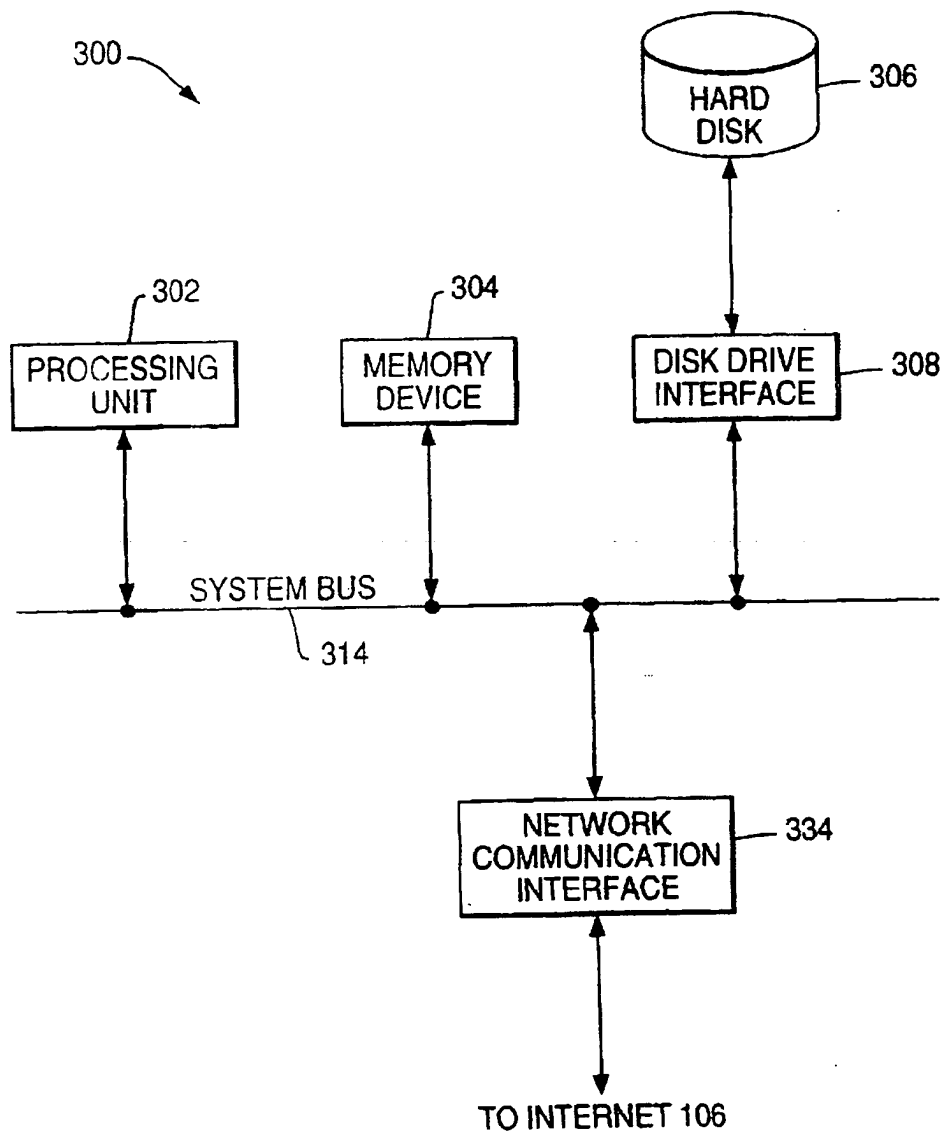 300
HARD
DISK
306
302
PROCESSING
UNIT
304
MEMORY
DEVICE
DISK DRIVE
INTERFACE
308
SYSTEM BUS
314
NETWORK
COMMUNICATION
INTERFACE
334
TO INTERNET 106